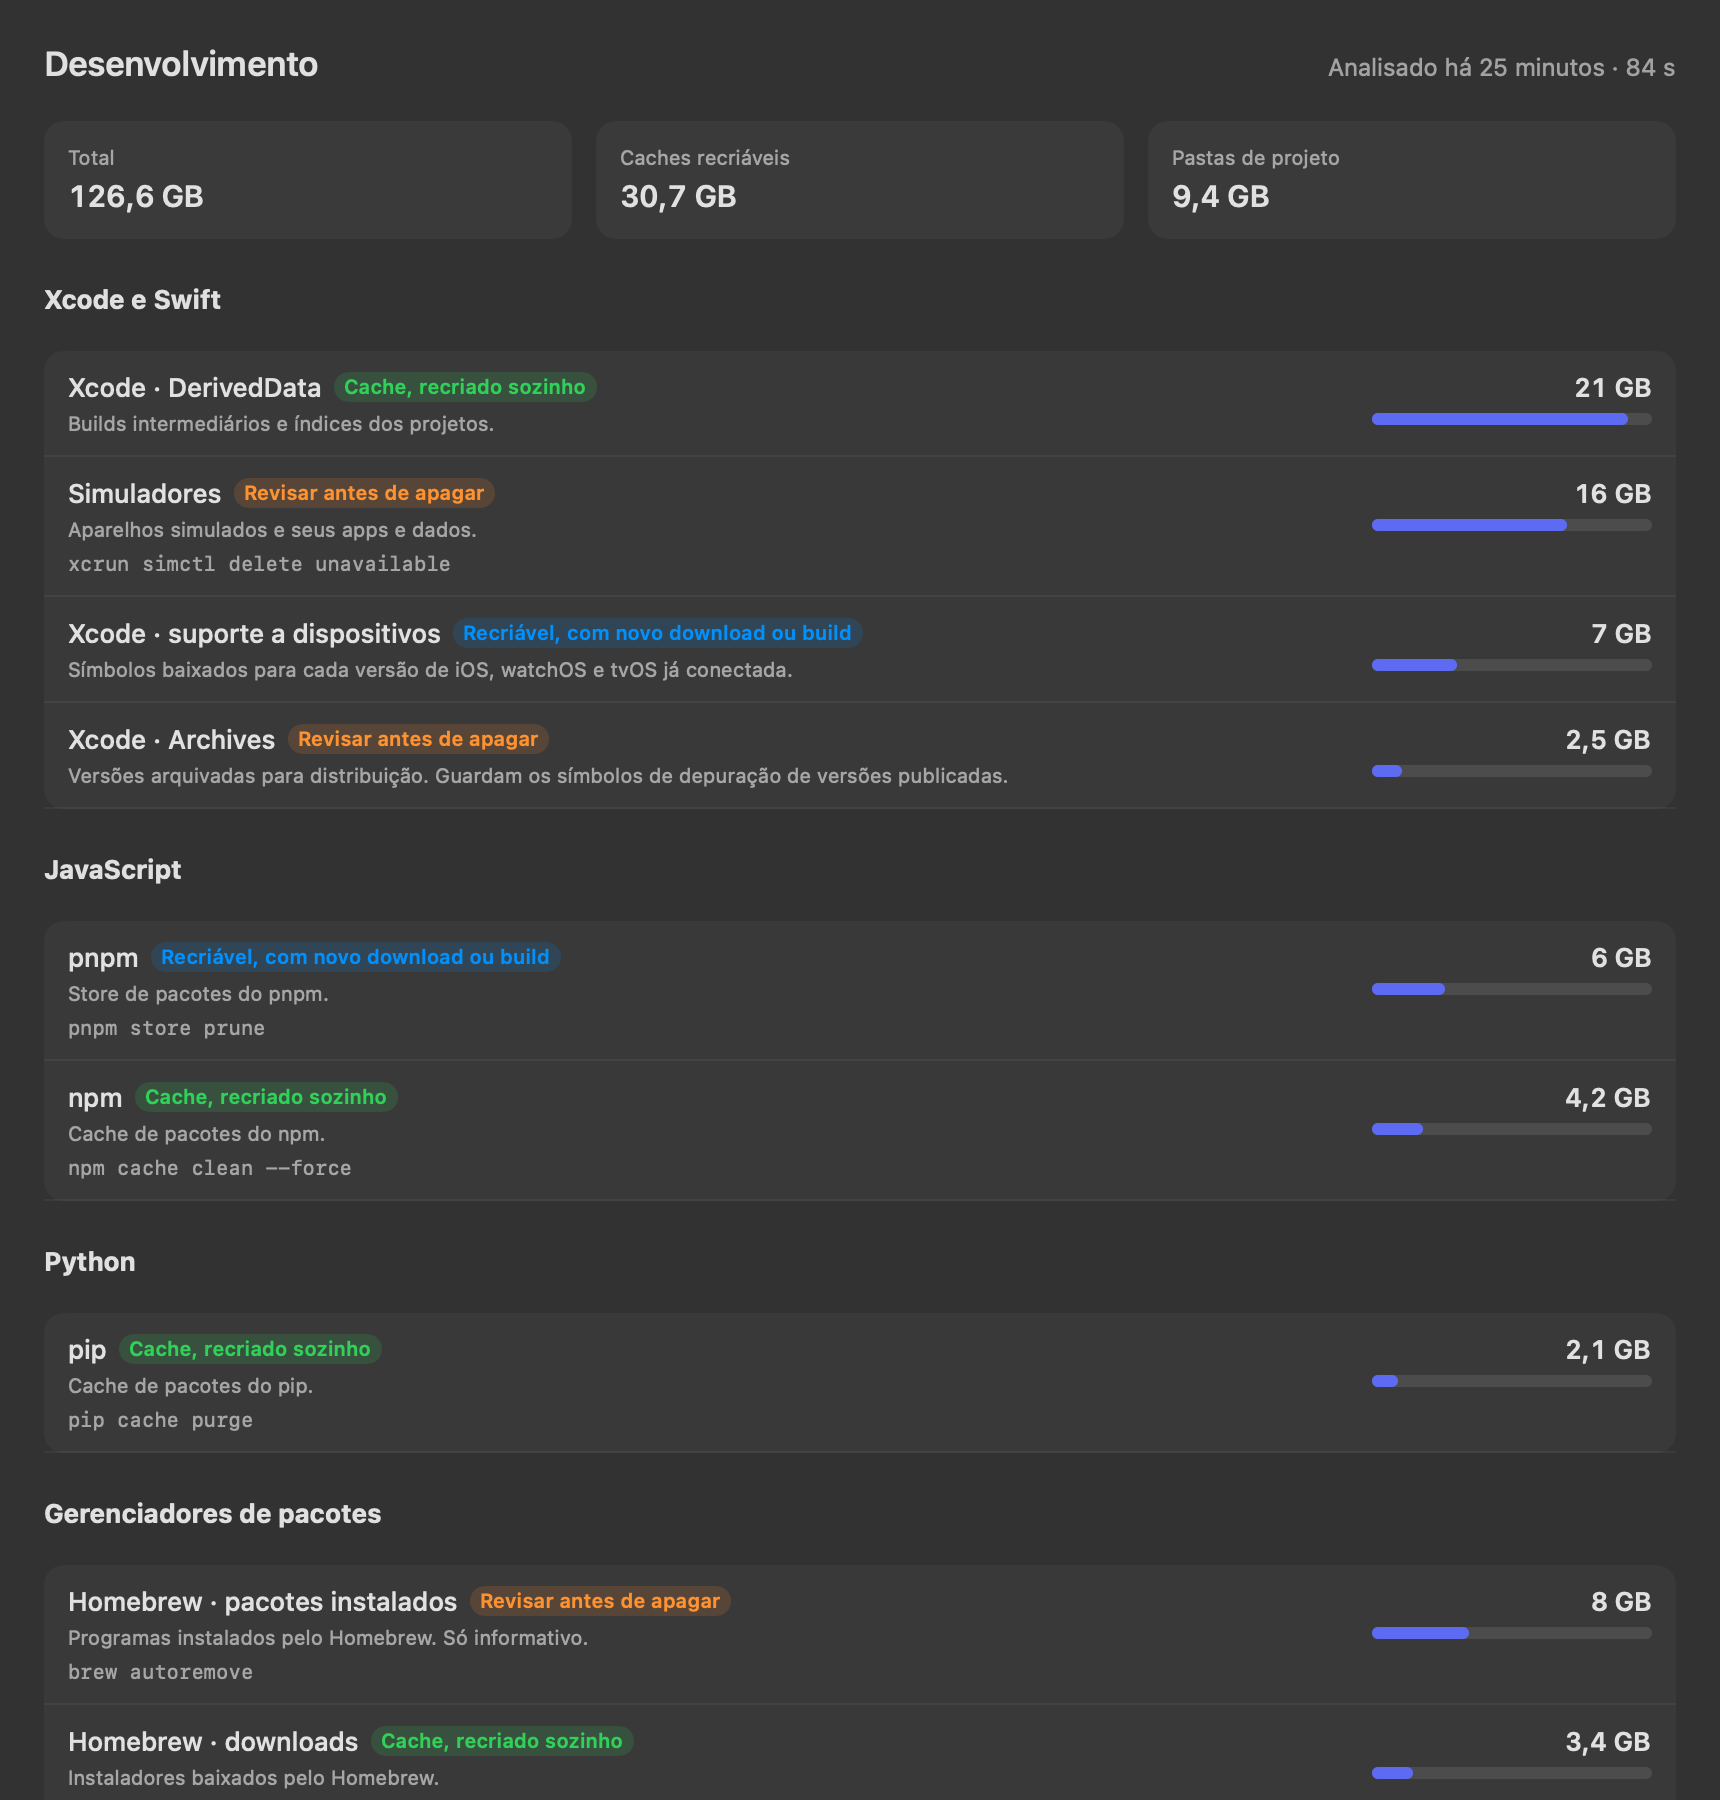 Desenvolvimento
Analisado há 25 minutos · 84 s
Total
126,6 GB
Caches recriáveis
30,7 GB
Pastas de projeto
9,4 GB
Xcode e Swift
Xcode · DerivedData Cache, recriado sozinho 21 GB
Builds intermediários e índices dos projetos.
Simuladores Revisar antes de apagar 16 GB
Aparelhos simulados e seus apps e dados.
xcrun simctl delete unavailable
Xcode · suporte a dispositivos Recriável, com novo download ou build 7 GB
Símbolos baixados para cada versão de iOS, watchOS e tvOS já conectada.
Xcode · Archives Revisar antes de apagar 2,5 GB
Versões arquivadas para distribuição. Guardam os símbolos de depuração de versões publicadas.
JavaScript
pnpm Recriável, com novo download ou build 6 GB
Store de pacotes do pnpm.
pnpm store prune
npm Cache, recriado sozinho 4,2 GB
Cache de pacotes do npm.
npm cache clean --force
Python
pip Cache, recriado sozinho 2,1 GB
Cache de pacotes do pip.
pip cache purge
Gerenciadores de pacotes
Homebrew · pacotes instalados Revisar antes de apagar 8 GB
Programas instalados pelo Homebrew. Só informativo.
brew autoremove
Homebrew · downloads Cache, recriado sozinho 3,4 GB
Instaladores baixados pelo Homebrew.